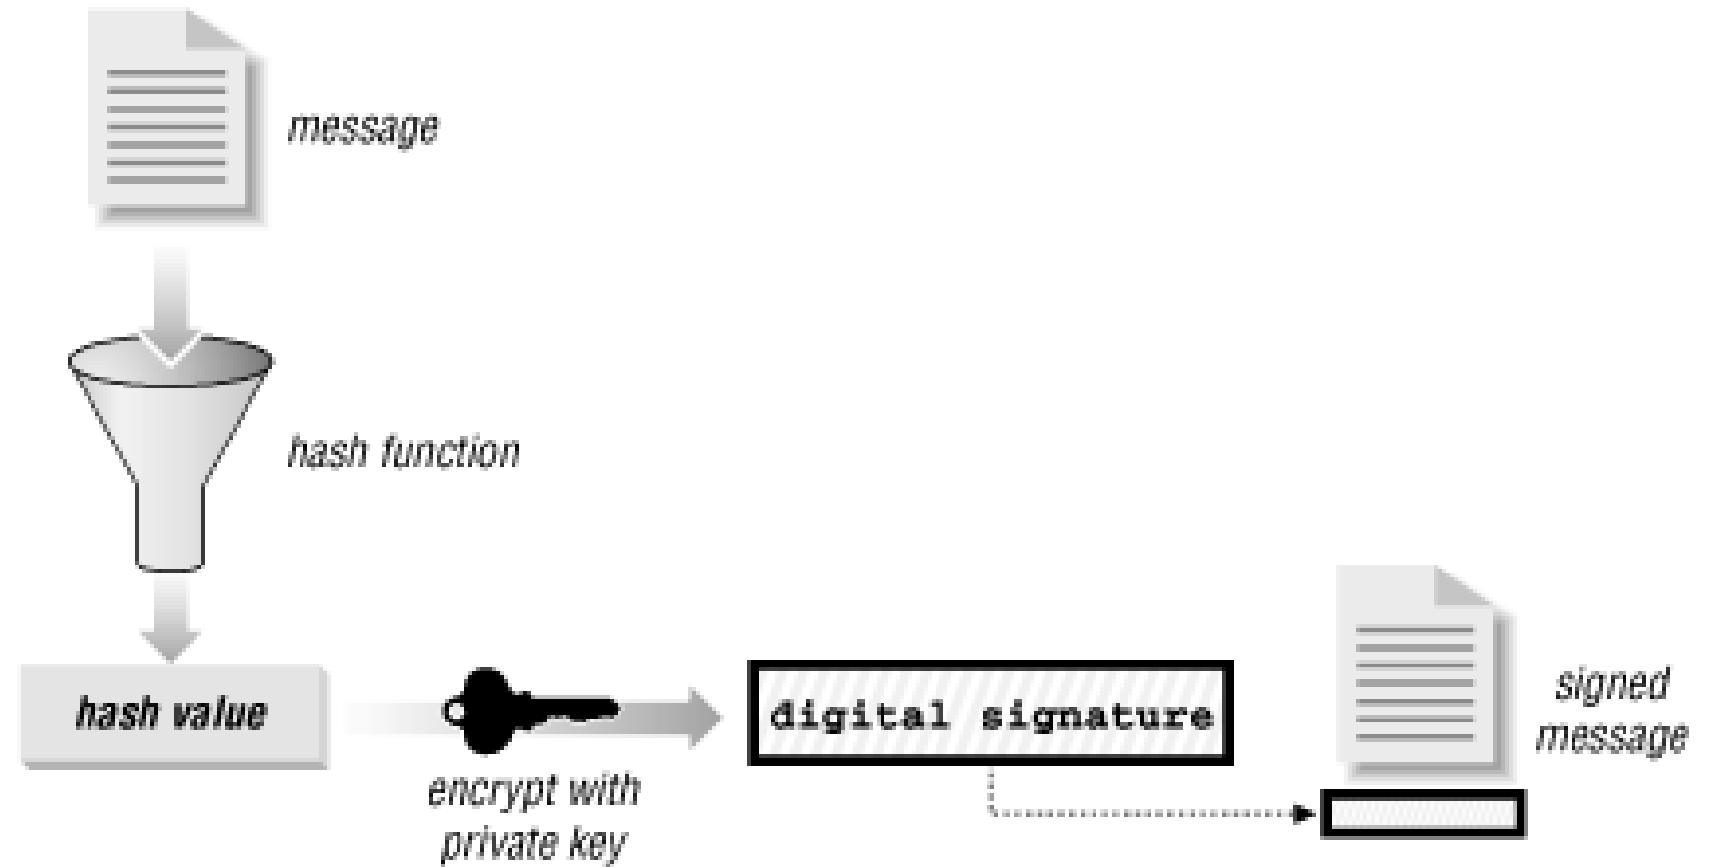 message
hash function
hash value
encrypt with
private key
digital signature
signed
message